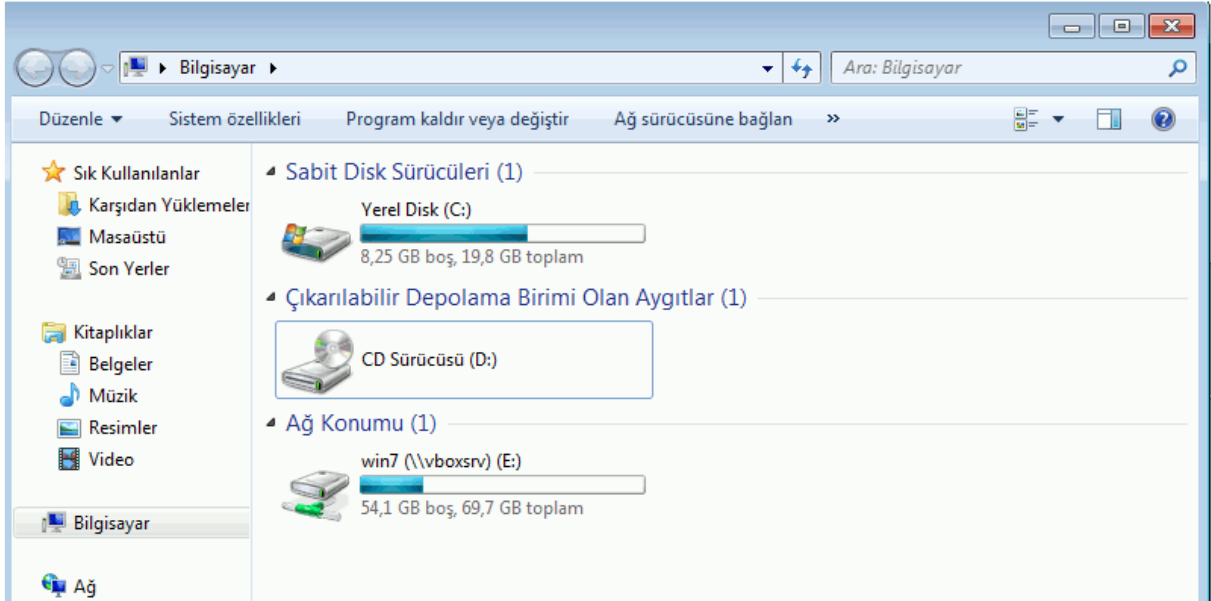 Bilgisayar
Ara: Bilgisayar
Düzenle
Sistem özellikleri
Program kaldır veya değiştir
Ağ sürücüsüne bağlan
»
Sık Kullanılanlar
Karşıdan Yüklemeler
Masaüstü
Son Yerler
Kitaplıklar
Belgeler
Müzik
Resimler
Video
Bilgisayar
Ağ
Sabit Disk Sürücüleri (1)
Yerel Disk (C:)
8,25 GB boş, 19,8 GB toplam
Çıkarılabilir Depolama Birimi Olan Aygıtlar (1)
CD Sürücüsü (D:)
Ağ Konumu (1)
win7 (\\vboxsrv) (E:)
54,1 GB boş, 69,7 GB toplam